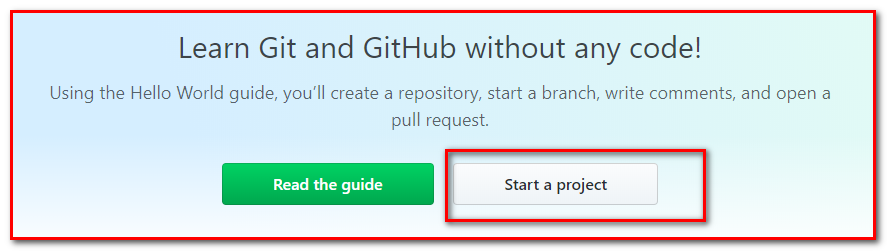 Learn Git and GitHub without any code!
Using the Hello World guide, you’ll create a repository, start a branch, write comments, and open a
pull request.
Read the guide
Start a project